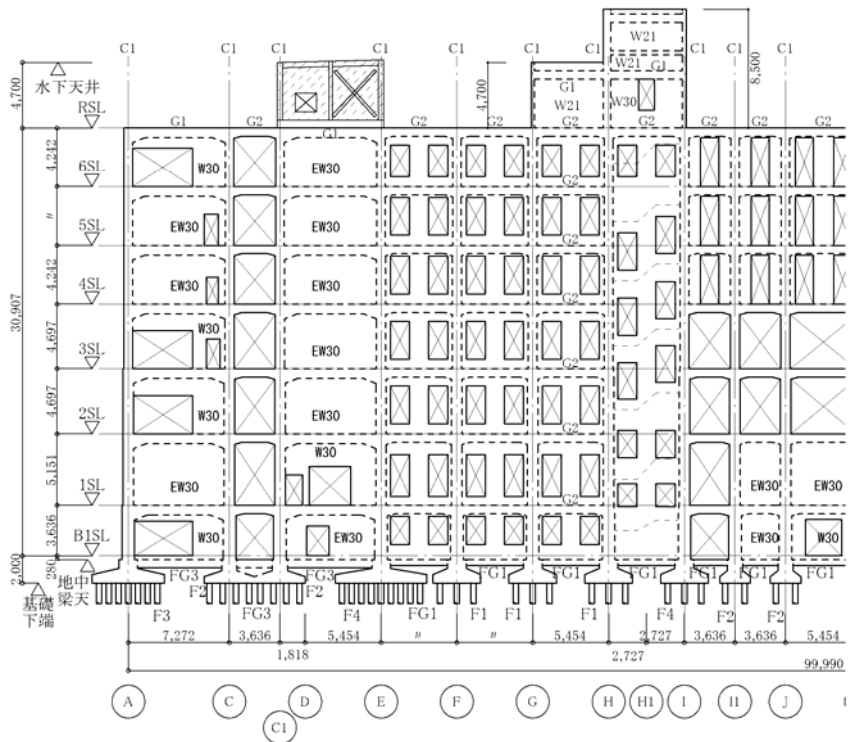 W21
C1 C1 C1 C1 C1 C1 C1 C1 C1 C1
W21 G1
8,500
4,700
水下天井
4,700
G1
W21
W30
RSL
G1 G2 G1 G2 G2 G2 G2 G2 G2
4,242
W30
EW30
6SL
G2
〃
EW30
EW30
5SL
4,242
EW30
EW30
4SL
G2
30,907
4,697
W30
EW30
3SL
G2
4,697
W30
EW30
2SL
G2
5,151
W30
EW30
EW30
EW30
1SL
G2
3,636
W30
EW30
EW30
W30
B1SL
280
2,000
地中
梁天
基礎
下端
FG3 FG3 FG1 FG1 FG1 FG1 FG1 FG1
F3 F2 FG3 F2 F4 FG1 F1 F1 F1 F4 F2 F2
7,272 3,636 5,454 〃 〃 5,454 2,727 3,636 3,636 5,454
1,818 2,727
99,990
A C D E F G H H1 I I1 J
C1